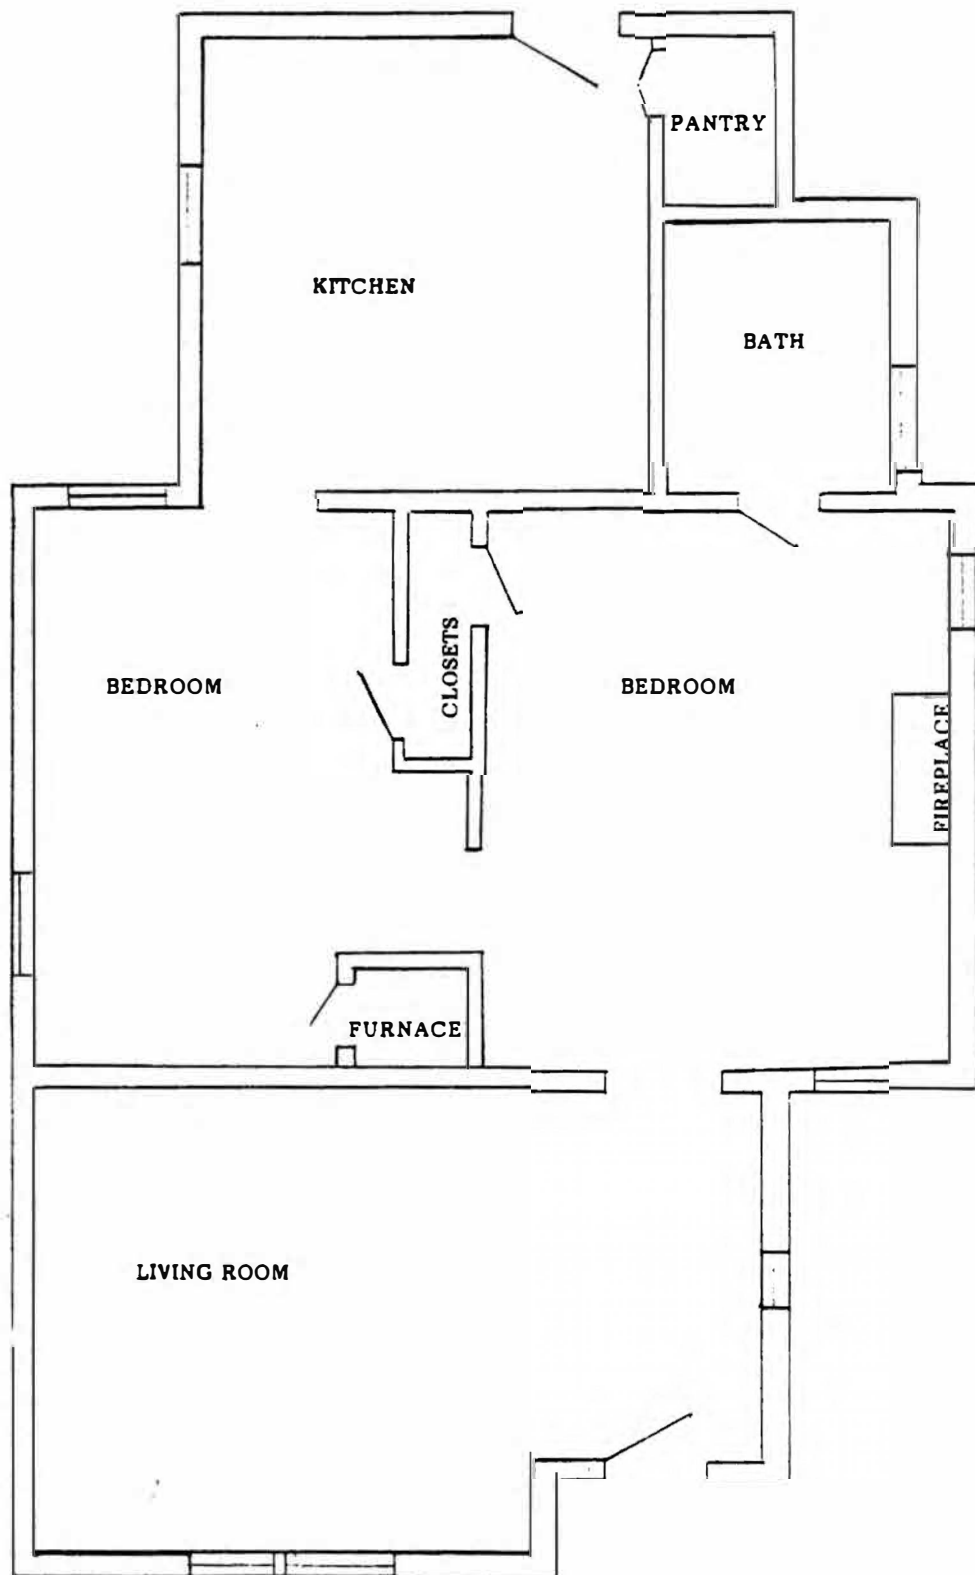 PANTRY
KITCHEN
BATH
CLOSETS
BEDROOM
BEDROOM
FIREPLACE
FURNACE
LIVING ROOM